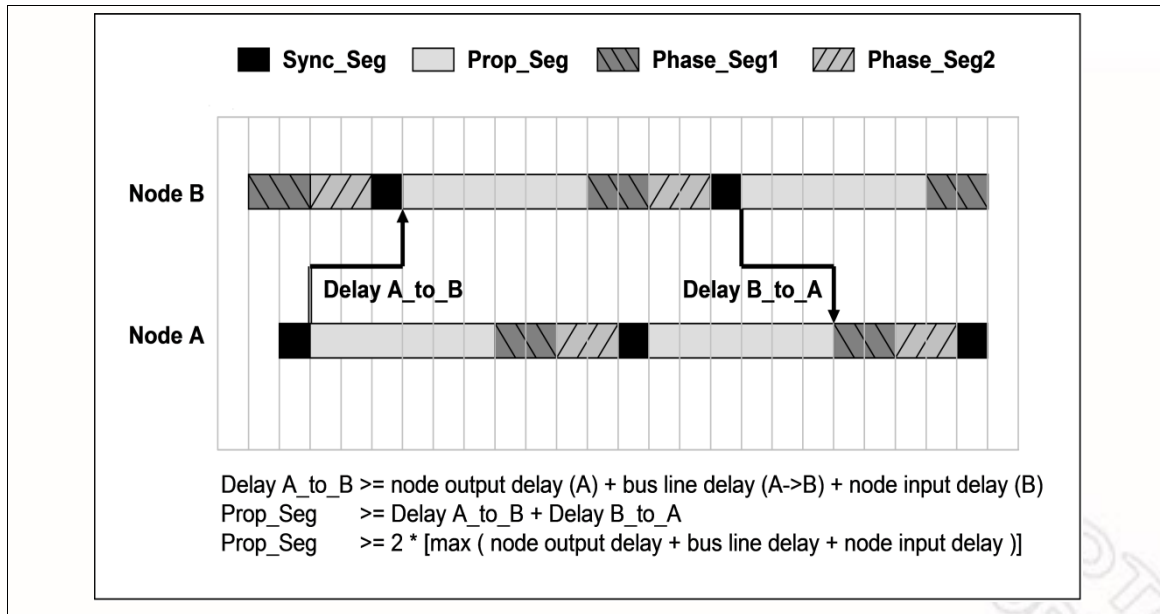 Sync_Seg Prop_Seg Phase_Seg1 Phase_Seg2
Node B
Delay A_to_B Delay B_to_A
Node A
Delay A_to_B >= node output delay (A) + bus line delay (A->B) + node input delay (B)
Prop_Seg >= Delay A_to_B + Delay B_to_A
Prop_Seg >= 2 * [max ( node output delay + bus line delay + node input delay )]